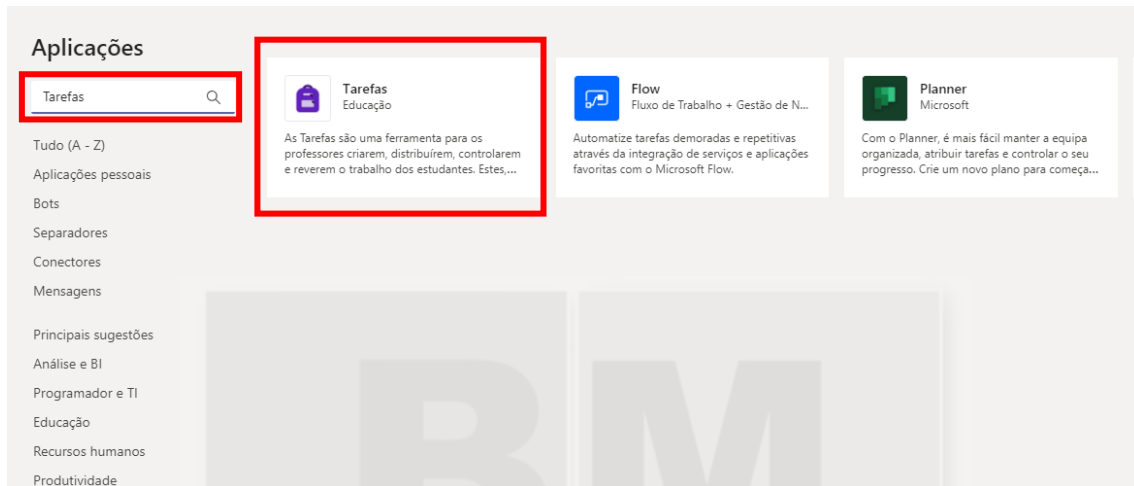 Aplicações
Tarefas
Tudo (A - Z)
Aplicações pessoais
Bots
Separadores
Conectores
Mensagens
Principais sugestões
Análise e BI
Programador e TI
Educação
Recursos humanos
Produtividade
Tarefas
Educação
As Tarefas são uma ferramenta para os
professores criarem, distribuírem, controlarem
e reverem o trabalho dos estudantes. Estes,...
Flow
Fluxo de Trabalho + Gestão de N...
Automatize tarefas demoradas e repetitivas
através da integração de serviços e aplicações
favoritas com o Microsoft Flow.
Planner
Microsoft
Com o Planner, é mais fácil manter a equipa
organizada, atribuir tarefas e controlar o seu
progresso. Crie um novo plano para começa...
BM